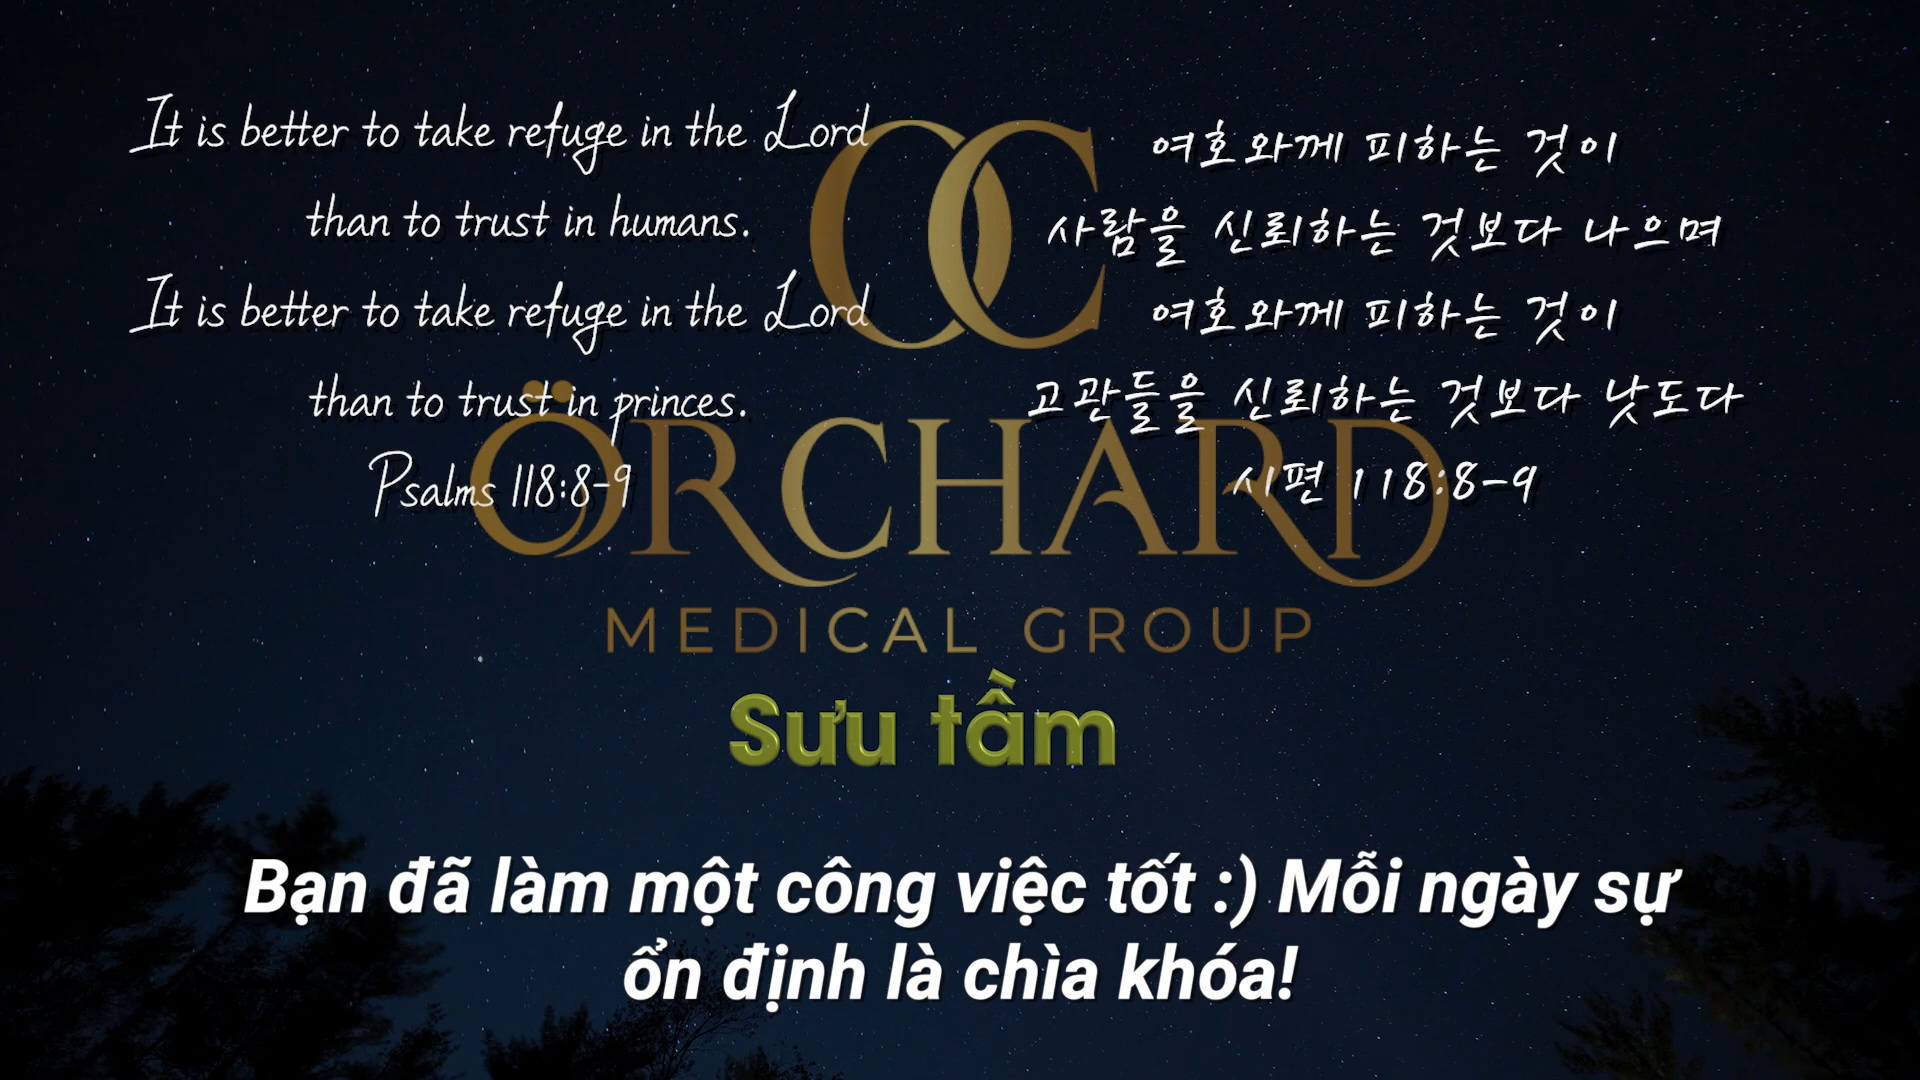 It is better to take refuge in the Lord
than to trust in humans.
It is better to take refuge in the Lord
than to trust in princes.
Psalms 118:8-9
여호와께 피하는 것이
사람을 신뢰하는 것보다 나으며
여호와께 피하는 것이
고관들을 신뢰하는 것보다 낫도다
시편 118:8-9
OC
ÖRCHARD
MEDICAL GROUP
Sưu tầm
Bạn đã làm một công việc tốt :) Mỗi ngày sự
ổn định là chìa khóa!